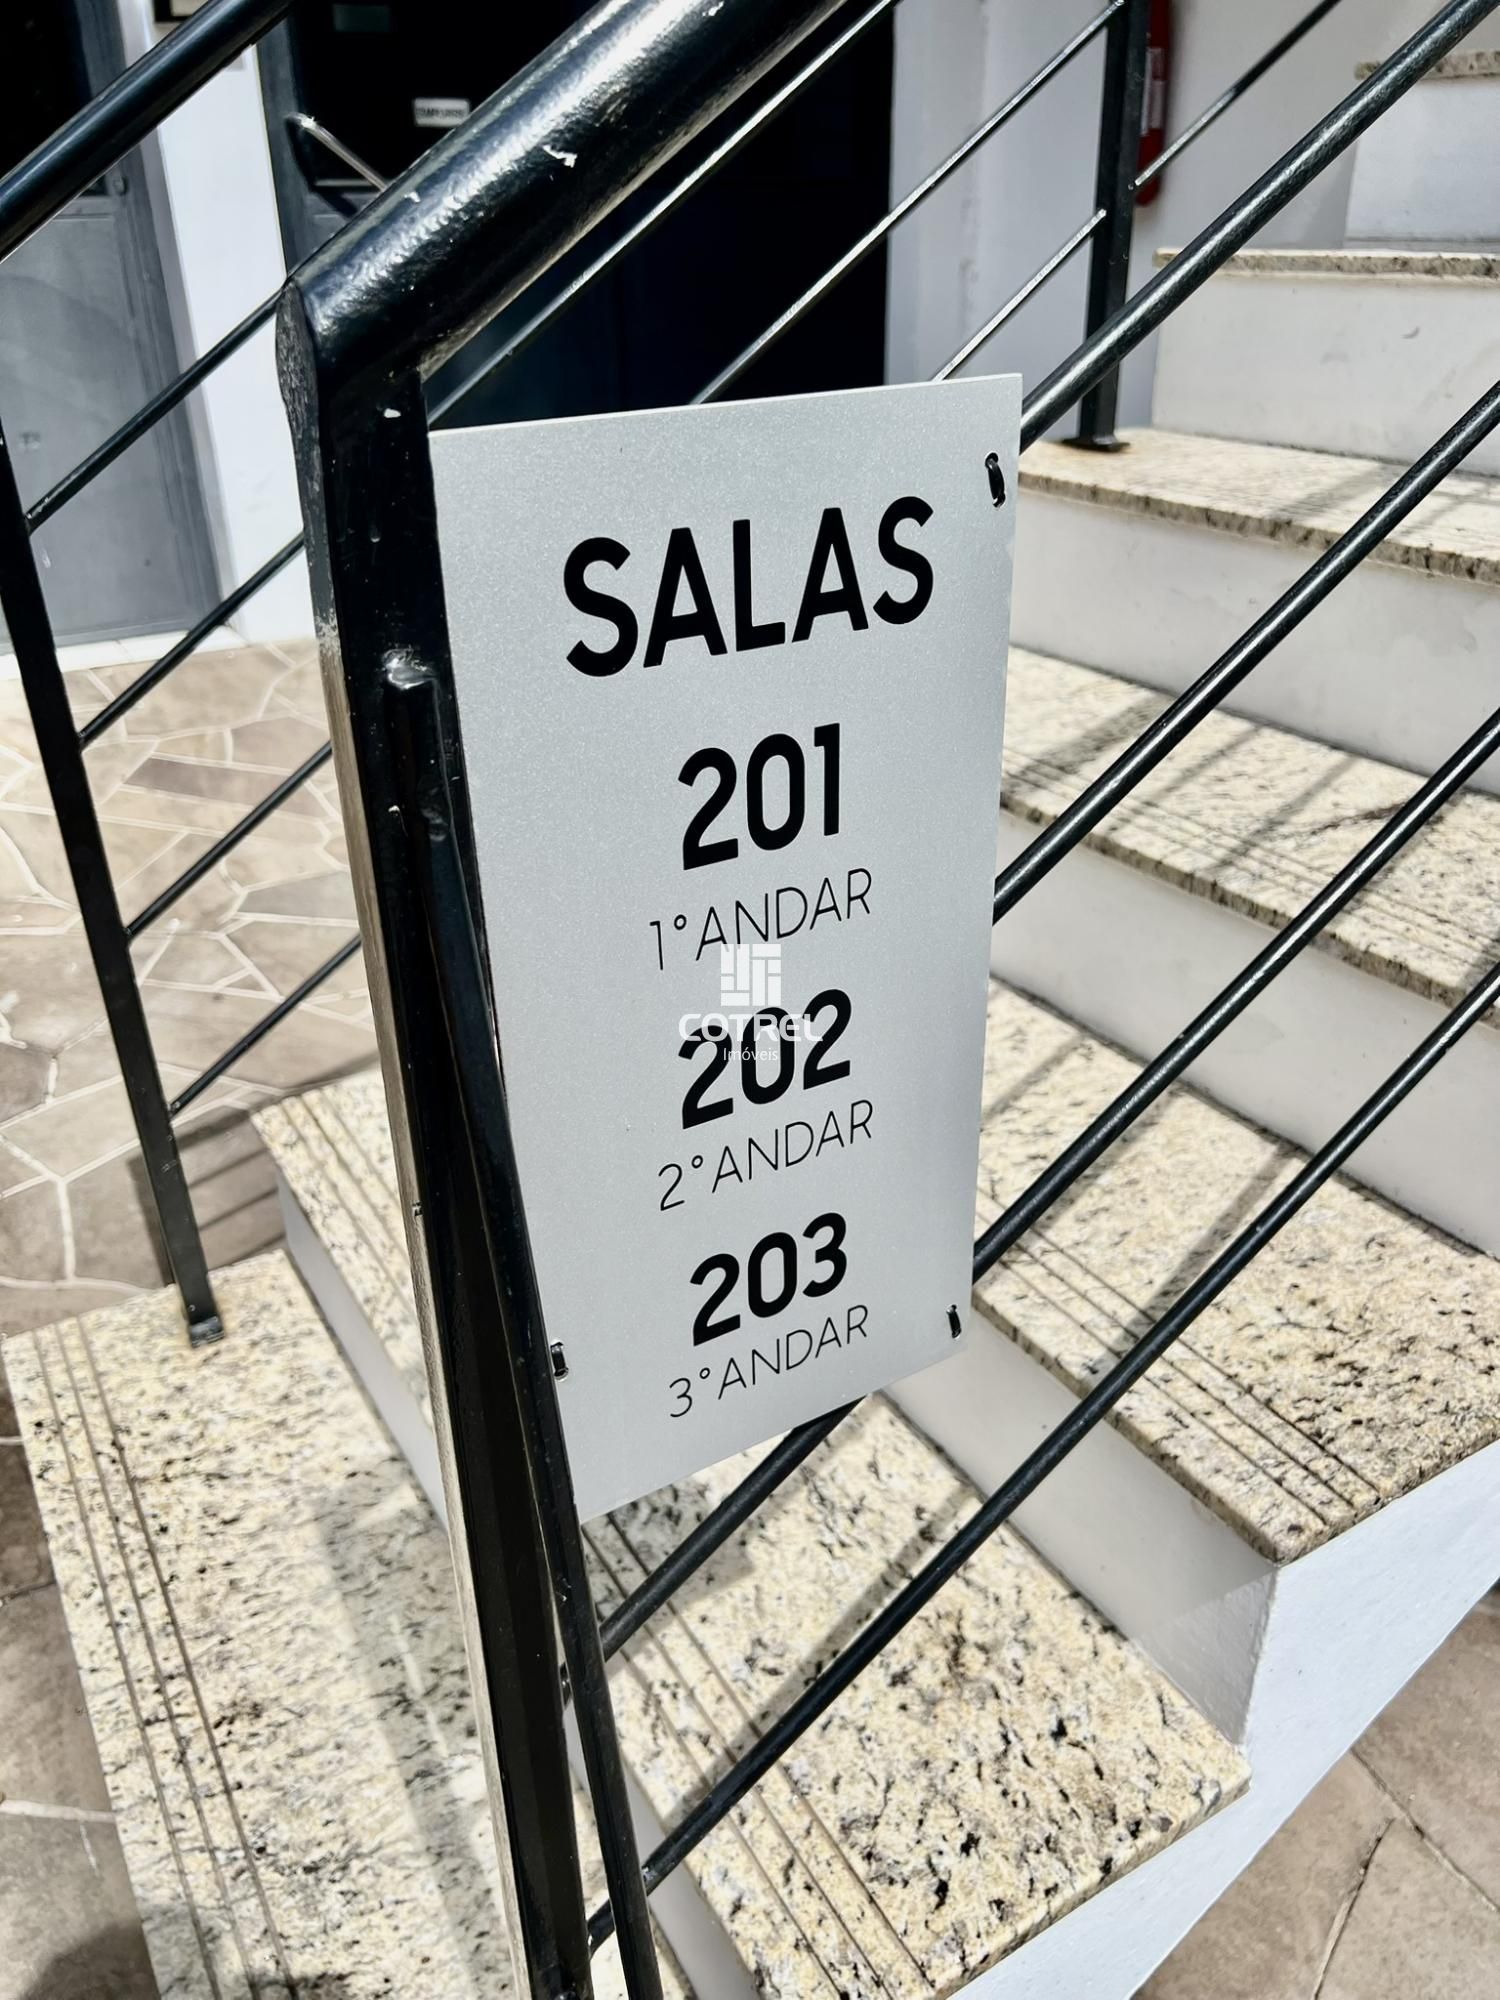 SALAS
201
1° ANDAR
COTREL
Imóveis
202
2° ANDAR
203
3° ANDAR